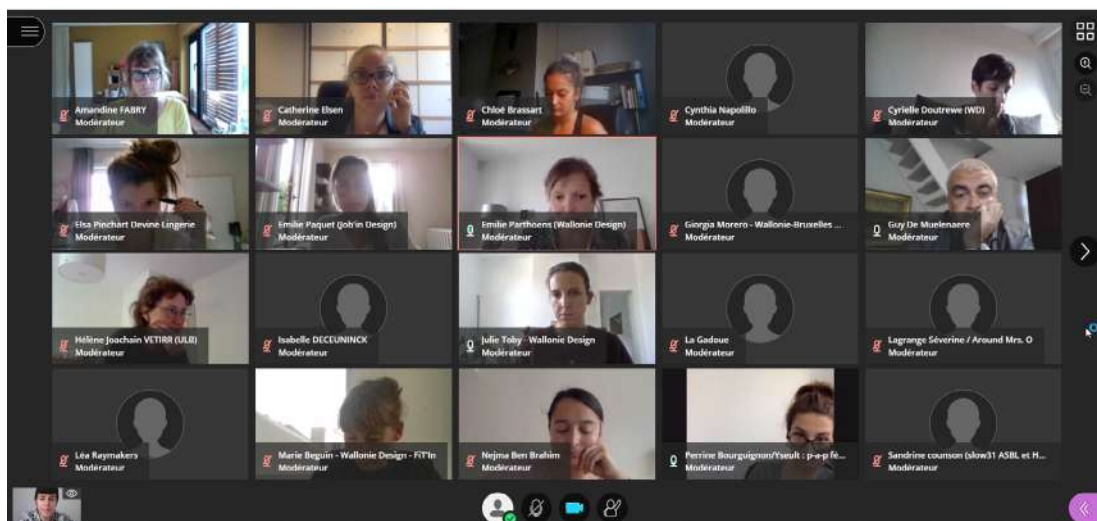 Amandine FABRY
Modérateur
Catherine Elsen
Modérateur
Chloé Brassart
Modérateur
Cynthia Napolillo
Modérateur
Cyrielle Doutrewe (WD)
Modérateur
Elsa Pinchart Devine Lingerie
Modérateur
Emilie Paquet (Job'in Design)
Modérateur
Emilie Parthoens (Wallonie Design)
Modérateur
Giorgia Morero - Wallonie-Bruxelles ...
Modérateur
Guy De Muelenaere
Modérateur
Hélène Joachain VETIRR (ULB)
Modérateur
Isabelle DECEUNINCK
Modérateur
Julie Toby - Wallonie Design
Modérateur
La Gadoue
Modérateur
Lagrange Séverine / Around Mrs. O
Modérateur
Léa Raymakers
Modérateur
Marie Beguin - Wallonie Design - FiT'In
Modérateur
Nejma Ben Brahim
Modérateur
Perrine Bourguignon/Yseult : p-a-p fé...
Modérateur
Sandrine counson (slow31 ASBL et H...
Modérateur